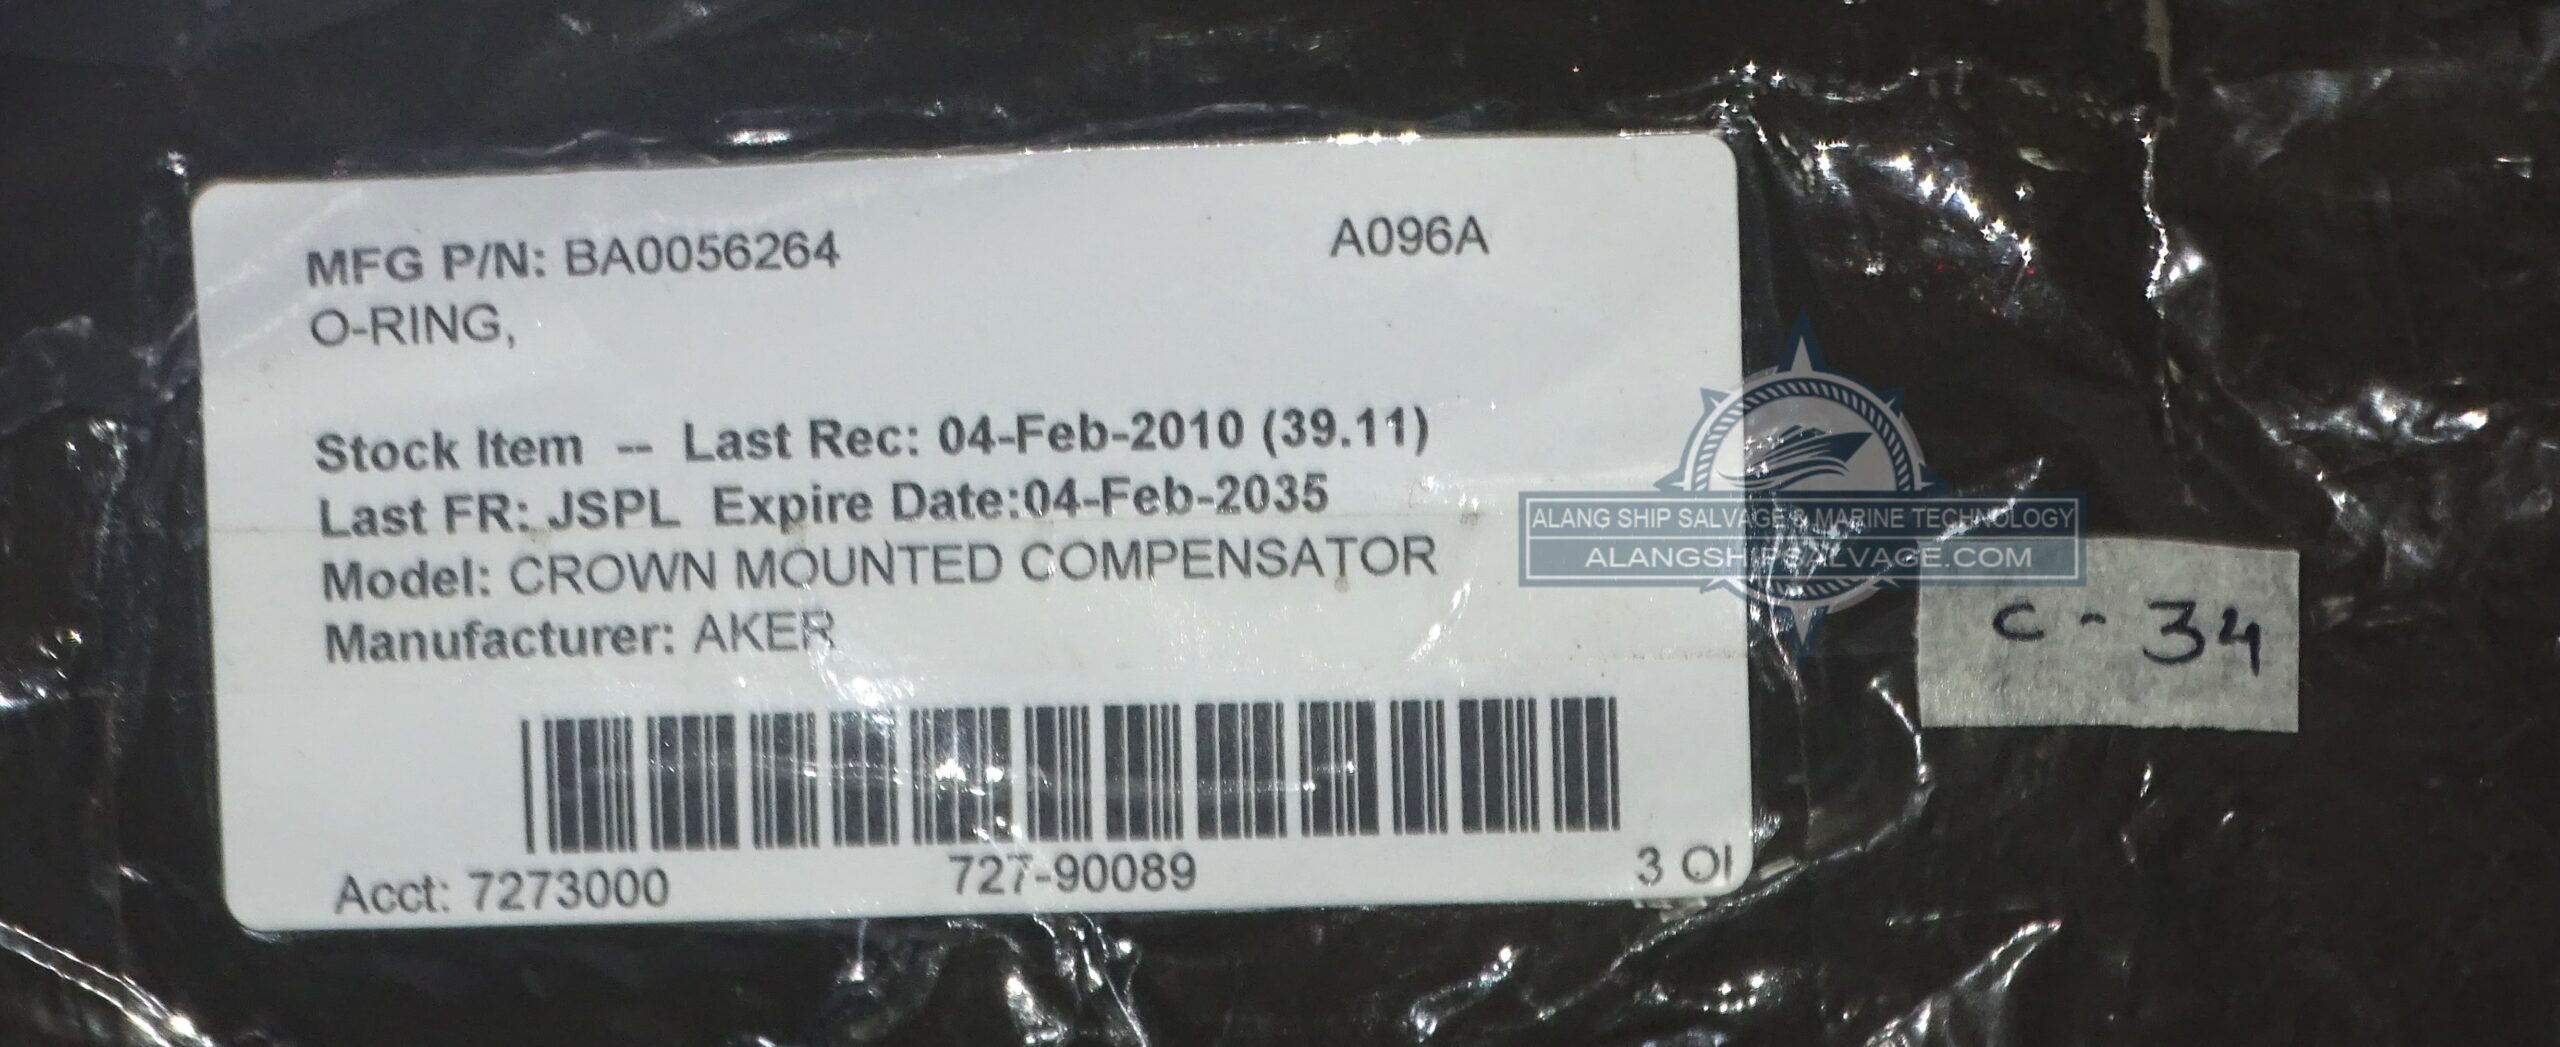 MFG P/N: BA0056264 A096A
O-RING,
Stock Item -- Last Rec: 04-Feb-2010 (39.11)
Last FR: JSPL Expire Date:04-Feb-2035
Model: CROWN MOUNTED COMPENSATOR
Manufacturer: AKER
Acct: 7273000 727-90089 3 OI
ALANG SHIP SALVAGE & MARINE TECHNOLOGY
ALANGSHIPSALVAGE.COM
C - 34